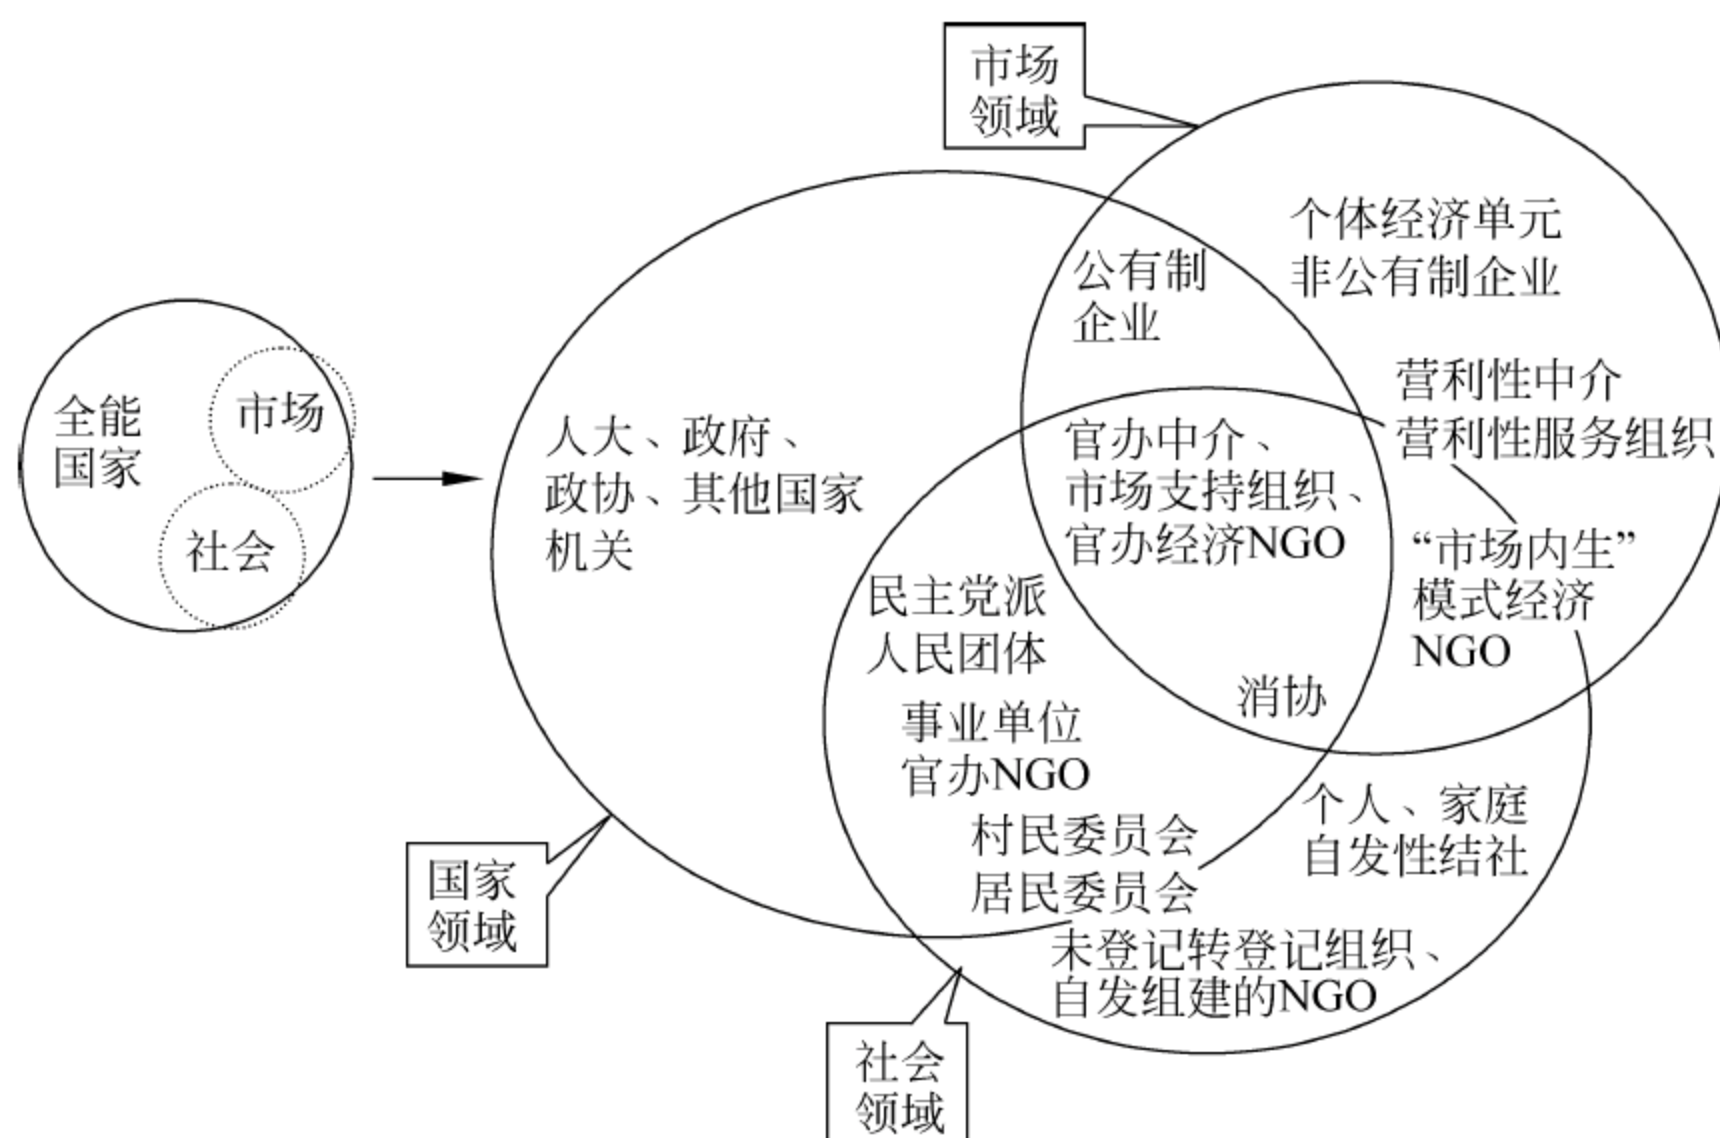 市场
领域
个体经济单元
非公有制企业
公有制
企业
营利性中介
营利性服务组织
全能
国家
市场
社会
人大、政府、
政协、其他国家
机关
官办中介、
市场支持组织、
官办经济NGO
“市场内生”
模式经济
NGO
民主党派
人民团体
消协
事业单位
官办NGO
个人、家庭
自发性结社
村民委员会
居民委员会
国家
领域
未登记转登记组织、
自发组建的NGO
社会
领域